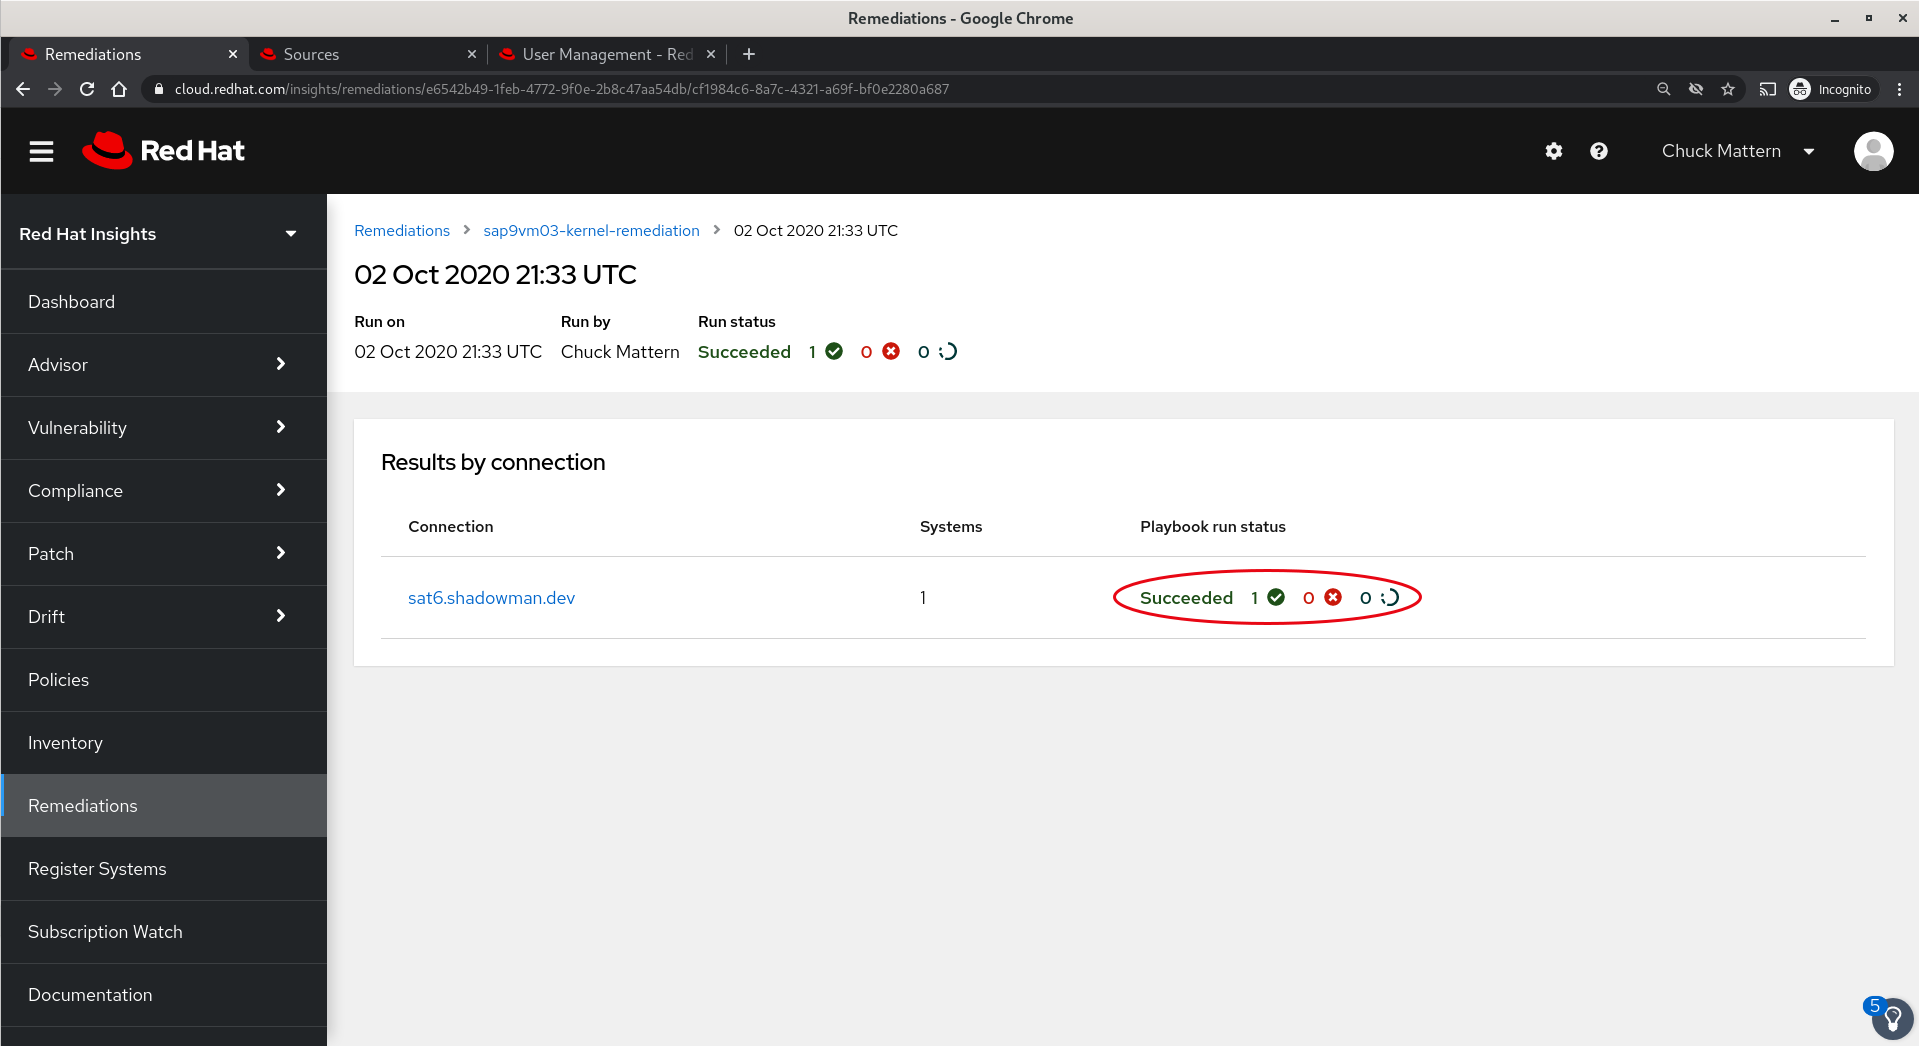 Remediations - Google Chrome
Remediations
Sources
User Management - Red
cloud.redhat.com/insights/remediations/e6542b49-1feb-4772-9f0e-2b8c47aa54db/cf1984c6-8a7c-4321-a69f-bf0e2280a687
Incognito
Red Hat
Chuck Mattern
Red Hat Insights
Dashboard
Advisor
Vulnerability
Compliance
Patch
Drift
Policies
Inventory
Remediations
Register Systems
Subscription Watch
Documentation
Remediations > sap9vm03-kernel-remediation > 02 Oct 2020 21:33 UTC
02 Oct 2020 21:33 UTC
Run on Run by Run status
02 Oct 2020 21:33 UTC Chuck Mattern Succeeded 1 0 0
Results by connection
Connection Systems Playbook run status
sat6.shadowman.dev 1 Succeeded 1 0 0
5